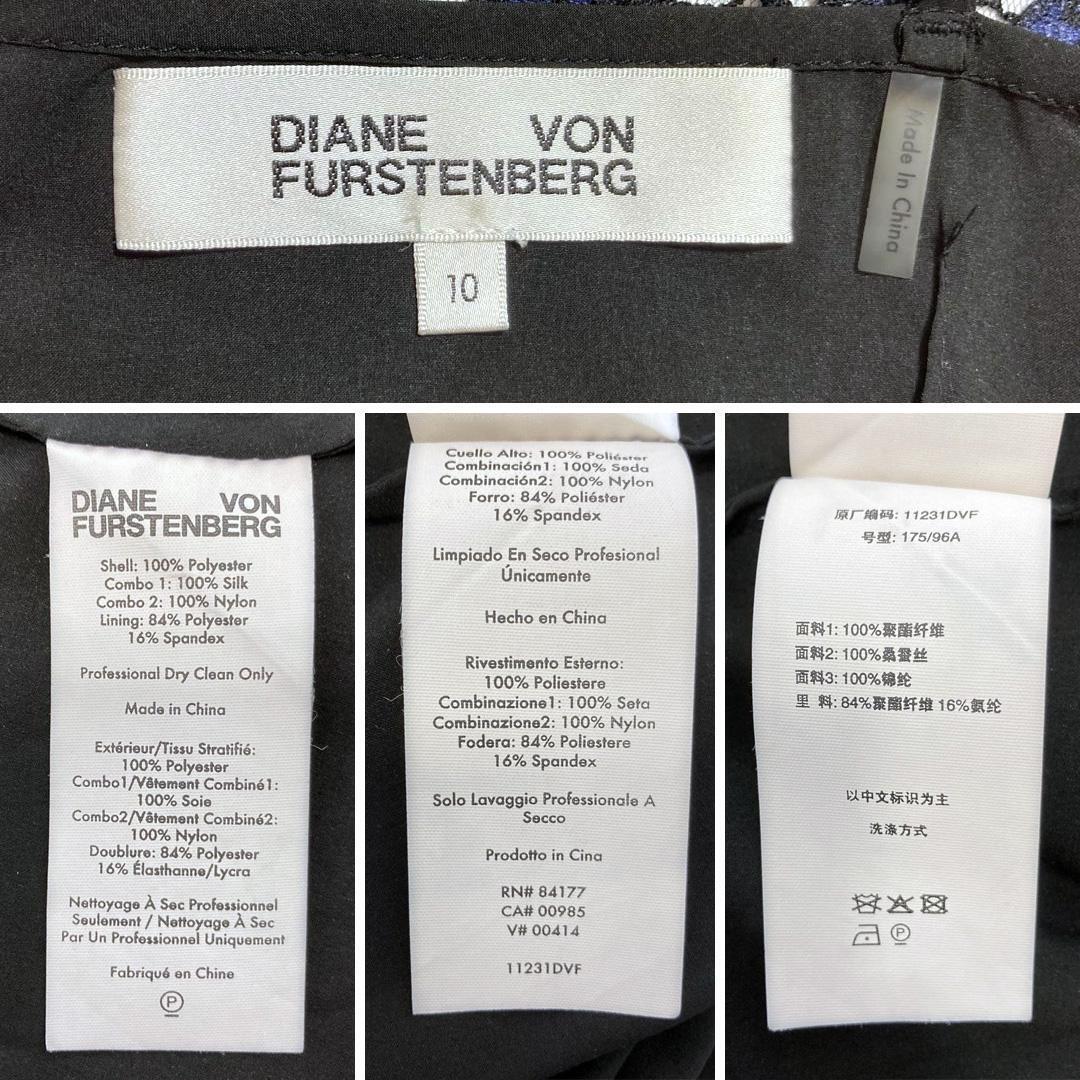 DIANE VON
FURSTENBERG
10
Made In China
DIANE VON
FURSTENBERG
Shell: 100% Polyester
Combo 1: 100% Silk
Combo 2: 100% Nylon
Lining: 84% Polyester
16% Spandex
Professional Dry Clean Only
Made in China
Extérieur/Tissu Stratifié:
100% Polyester
Combo1/Vêtement Combiné1:
100% Soie
Combo2/Vêtement Combiné2:
100% Nylon
Doublure: 84% Polyester
16% Élasthanne/Lycra
Nettoyage À Sec Professionnel
Seulement / Nettoyage À Sec
Par Un Professionnel Uniquement
Fabriqué en Chine
P
Cuello Alto: 100% Poliéster
Combinación1: 100% Seda
Combinación2: 100% Nylon
Forro: 84% Poliéster
16% Spandex
Limpiado En Seco Profesional
Únicamente
Hecho en China
Rivestimento Esterno:
100% Poliestere
Combinazione1: 100% Seta
Combinazione2: 100% Nylon
Fodera: 84% Poliestere
16% Spandex
Solo Lavaggio Professionale A
Secco
Prodotto in Cina
RN# 84177
CA# 00985
V# 00414
11231DVF
原厂编码: 11231DVF
号型: 175/96A
面料1: 100%聚酯纤维
面料2: 100%桑蚕丝
面料3: 100%锦纶
里 料: 84%聚酯纤维 16%氨纶
以中文标识为主
洗涤方式
P